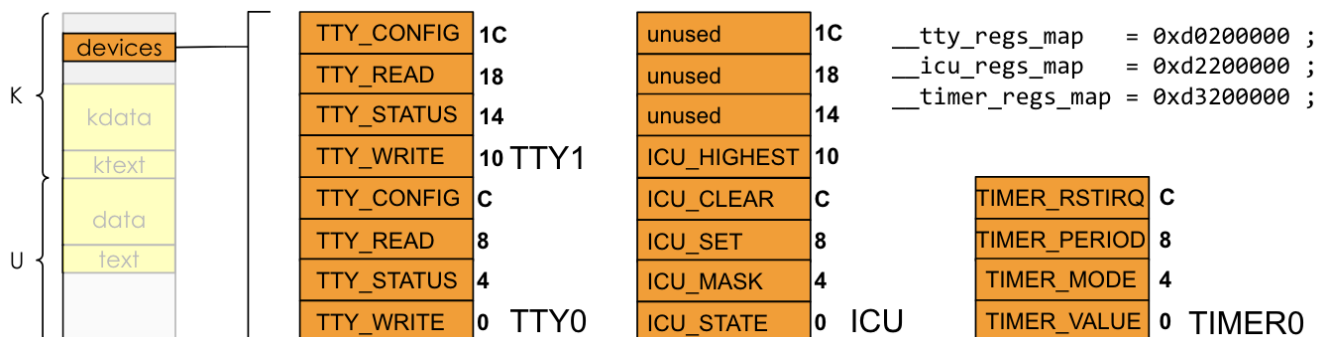 TTY_CONFIG 1C unused 1C __tty_regs_map = 0xd0200000 ;
devices
TTY_READ 18 unused 18 __icu_regs_map = 0xd2200000 ;
K
TTY_STATUS 14 unused 14 __timer_regs_map = 0xd3200000 ;
kdata
TTY_WRITE 10 TTY1 ICU_HIGHEST 10
ktext
TTY_CONFIG C ICU_CLEAR C TIMER_RSTIRQ C
data
TTY_READ 8 ICU_SET 8 TIMER_PERIOD 8
U text
TTY_STATUS 4 ICU_MASK 4 TIMER_MODE 4
TTY_WRITE 0 TTY0 ICU_STATE 0 ICU TIMER_VALUE 0 TIMER0